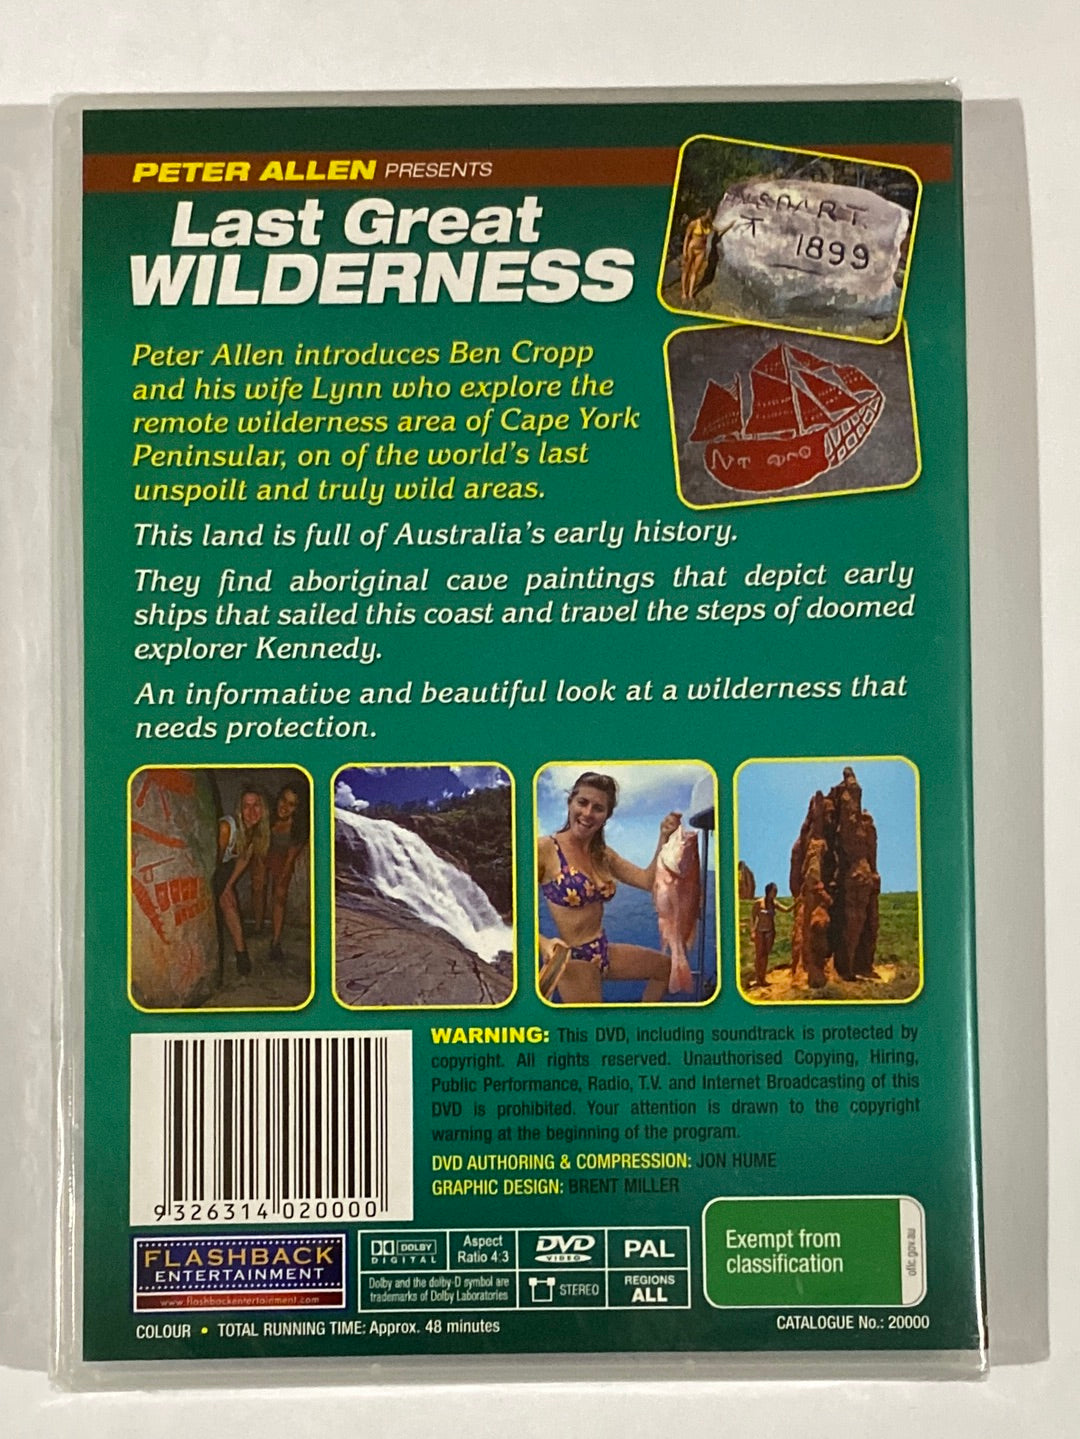 PETER ALLEN PRESENTS
Last Great
WILDERNESS
1899
Peter Allen introduces Ben Cropp
and his wife Lynn who explore the
remote wilderness area of Cape York
Peninsular, on of the world's last
unspoilt and truly wild areas.
This land is full of Australia's early history.
They find aboriginal cave paintings that depict early
ships that sailed this coast and travel the steps of doomed
explorer Kennedy.
An informative and beautiful look at a wilderness that
needs protection.
WARNING: This DVD, including soundtrack is protected by
copyright. All rights reserved. Unauthorised Copying, Hiring,
Public Performance, Radio, T.V. and Internet Broadcasting of this
DVD is prohibited. Your attention is drawn to the copyright
warning at the beginning of the program.
DVD AUTHORING & COMPRESSION: JON HUME
GRAPHIC DESIGN: BRENT MILLER
9 326314 020000
FLASHBACK
ENTERTAINMENT
www.flashbackentertainment.com
DOLBY
DIGITAL
Aspect
Ratio 4:3
DVD
VIDEO
PAL
Dolby and the dolby-D symbol are
trademarks of Dolby Laboratories
STEREO
REGIONS
ALL
Exempt from
classification
oflc.gov.au
COLOUR • TOTAL RUNNING TIME: Approx. 48 minutes
CATALOGUE No.: 20000